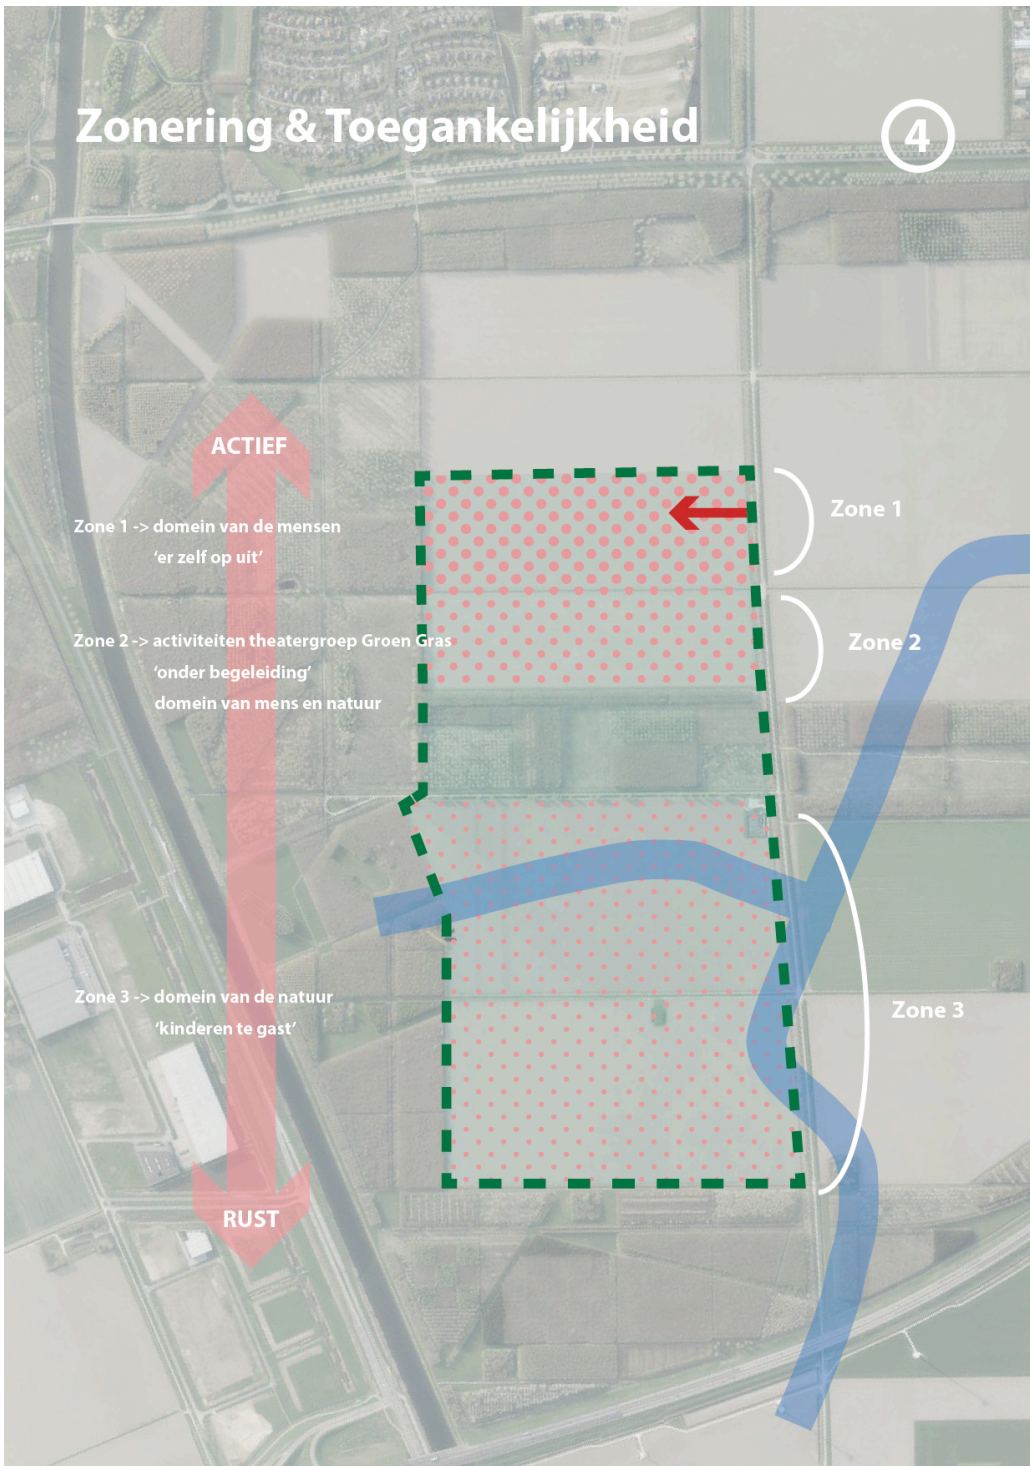 Zonering & Toegankelijkheid
4
ACTIEF
Zone 1 -> domein van de mensen
‘er zelf op uit’
Zone 1
Zone 2 -> activiteiten theatergroep Groen Gras
‘onder begeleiding’
domein van mens en natuur
Zone 2
Zone 3 -> domein van de natuur
‘kinderen te gast’
Zone 3
RUST